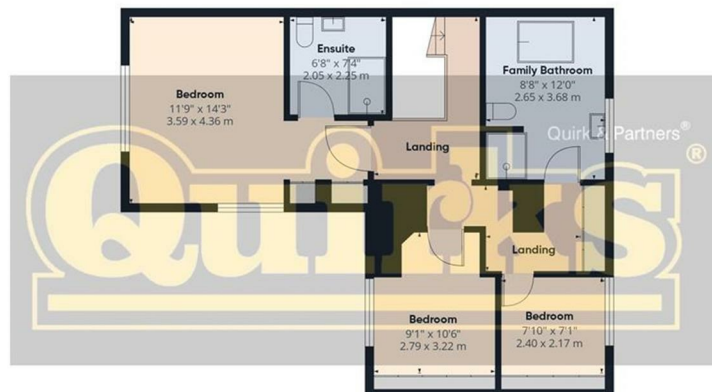 Ensuite
6'8" x 7'4"
2.05 x 2.25 m
Bedroom
11'9" x 14'3"
3.59 x 4.36 m
Family Bathroom
8'8" x 12'0"
2.65 x 3.68 m
Landing
Quirk & Partners®
Quirks®
Landing
Bedroom
9'1" x 10'6"
2.79 x 3.22 m
Bedroom
7'10" x 7'1"
2.40 x 2.17 m